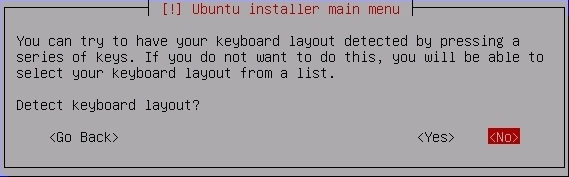 [!] Ubuntu installer main menu
You can try to have your keyboard layout detected by pressing a
series of keys. If you do not want to do this, you will be able to
select your keyboard layout from a list.
Detect keyboard layout?
<Go Back> <Yes> <No>